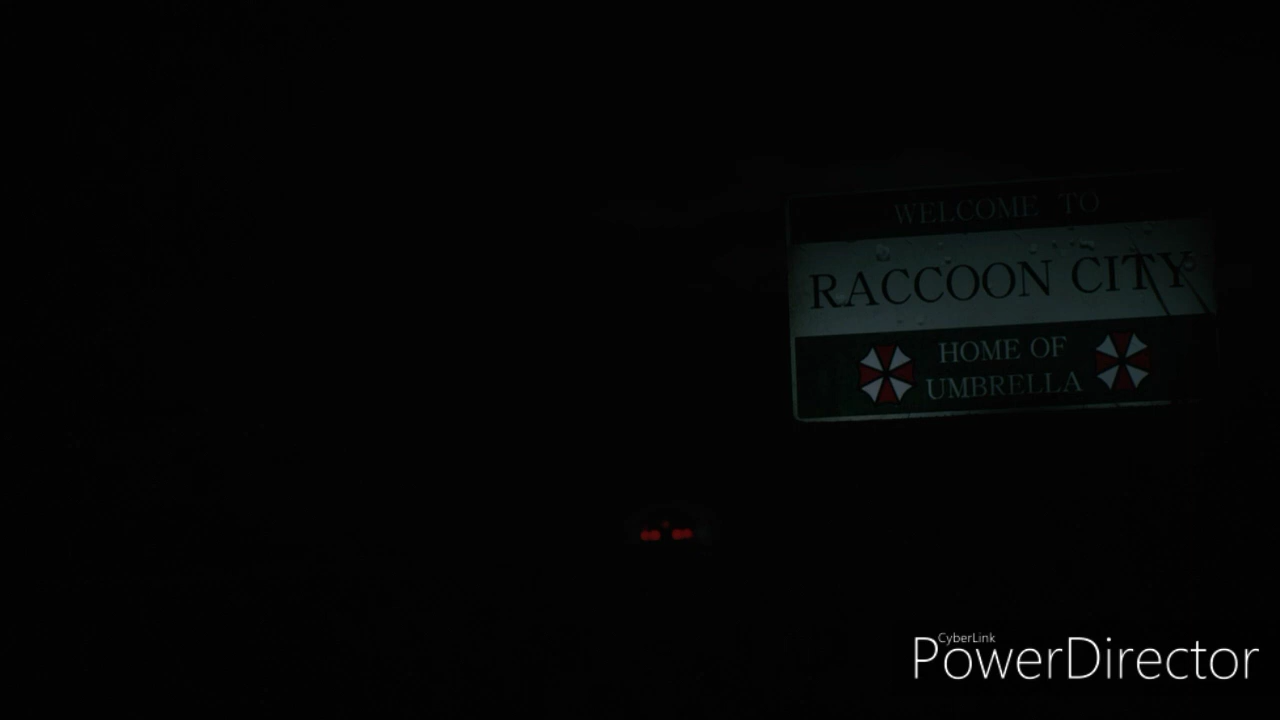 WELCOME TO
RACCOON CITY
HOME OF
UMBRELLA
CyberLink
PowerDirector